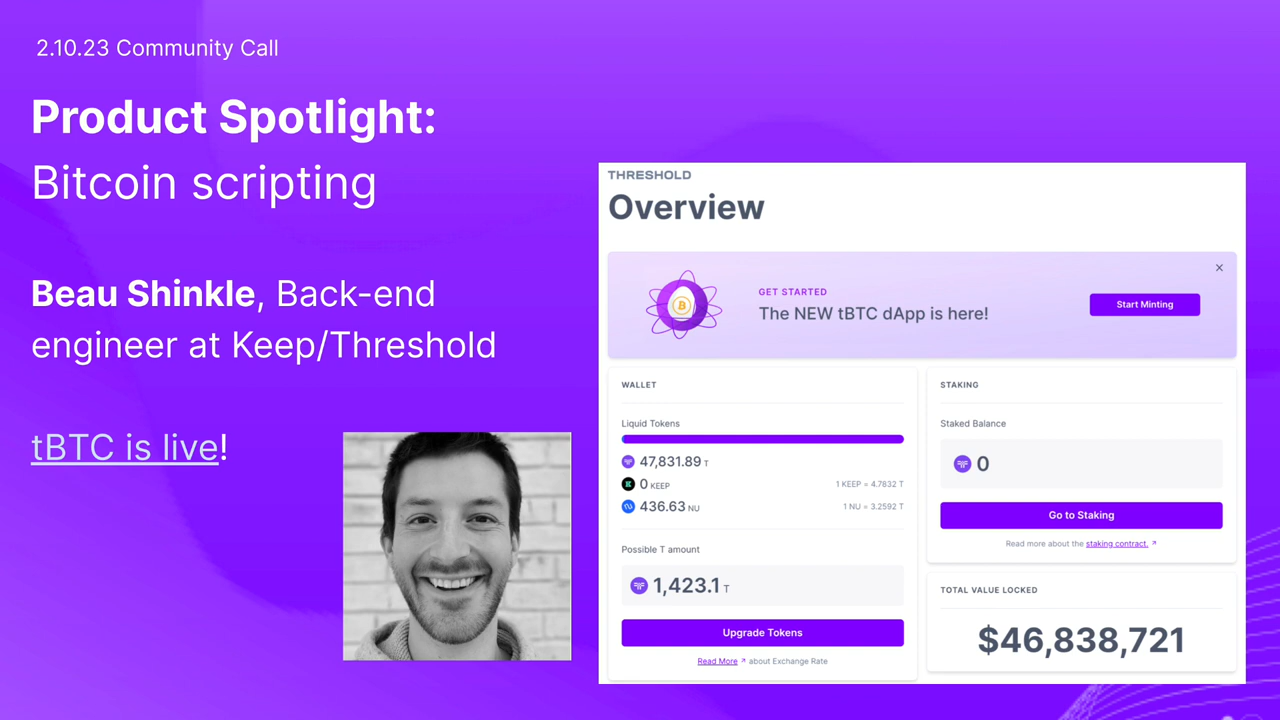 2.10.23 Community Call
Product Spotlight:
Bitcoin scripting
Beau Shinkle, Back-end
engineer at Keep/Threshold
tBTC is live!
THRESHOLD
Overview
GET STARTED
The NEW tBTC dApp is here!
Start Minting
WALLET
Liquid Tokens
47,831.89 T
0 KEEP 1 KEEP = 4.7832 T
436.63 NU 1 NU = 3.2592 T
Possible T amount
1,423.1 T
Upgrade Tokens
Read More ↗ about Exchange Rate
STAKING
Staked Balance
0
Go to Staking
Read more about the staking contract. ↗
TOTAL VALUE LOCKED
$46,838,721